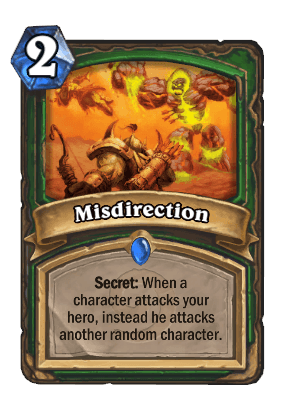 2
Misdirection
Secret: When a
character attacks your
hero, instead he attacks
another random character.